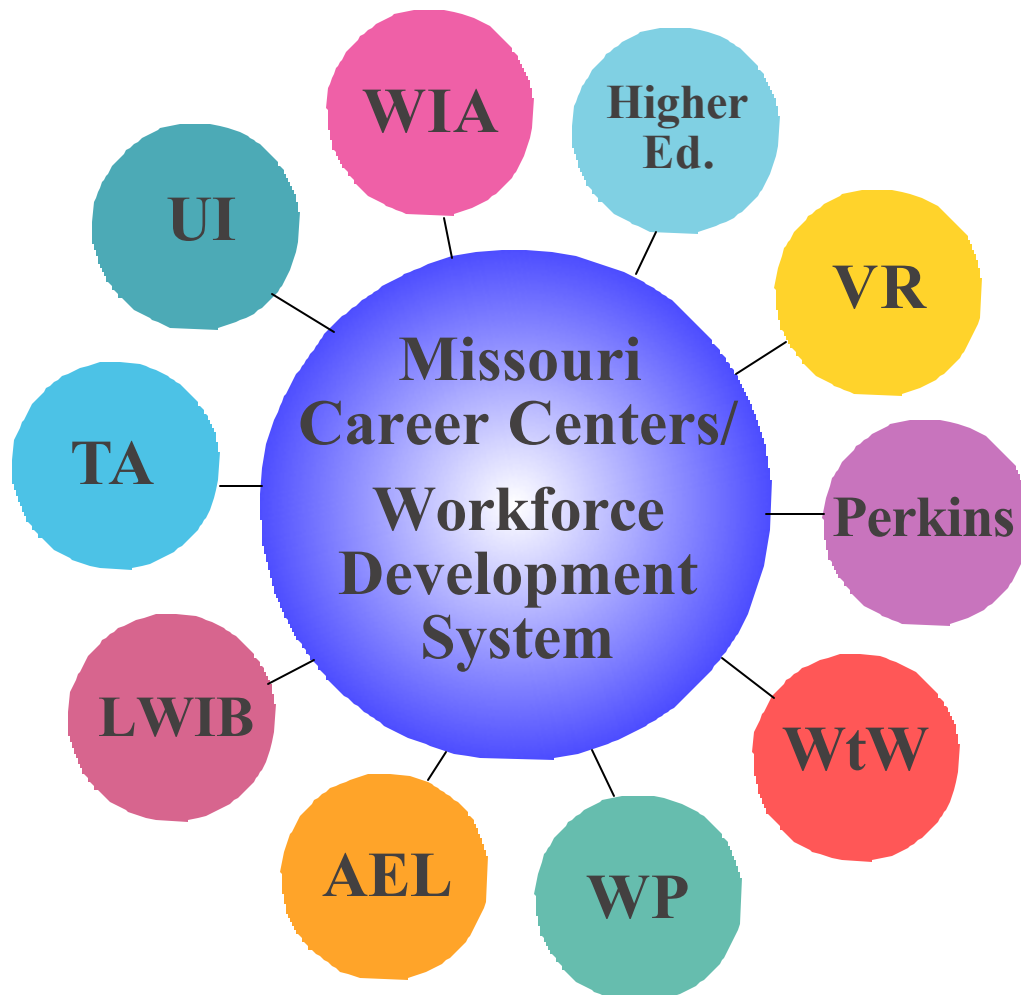 WIA
Higher
Ed.
UI
VR
Missouri
Career Centers/
Workforce
Development
System
TA
Perkins
LWIB
WtW
AEL
WP